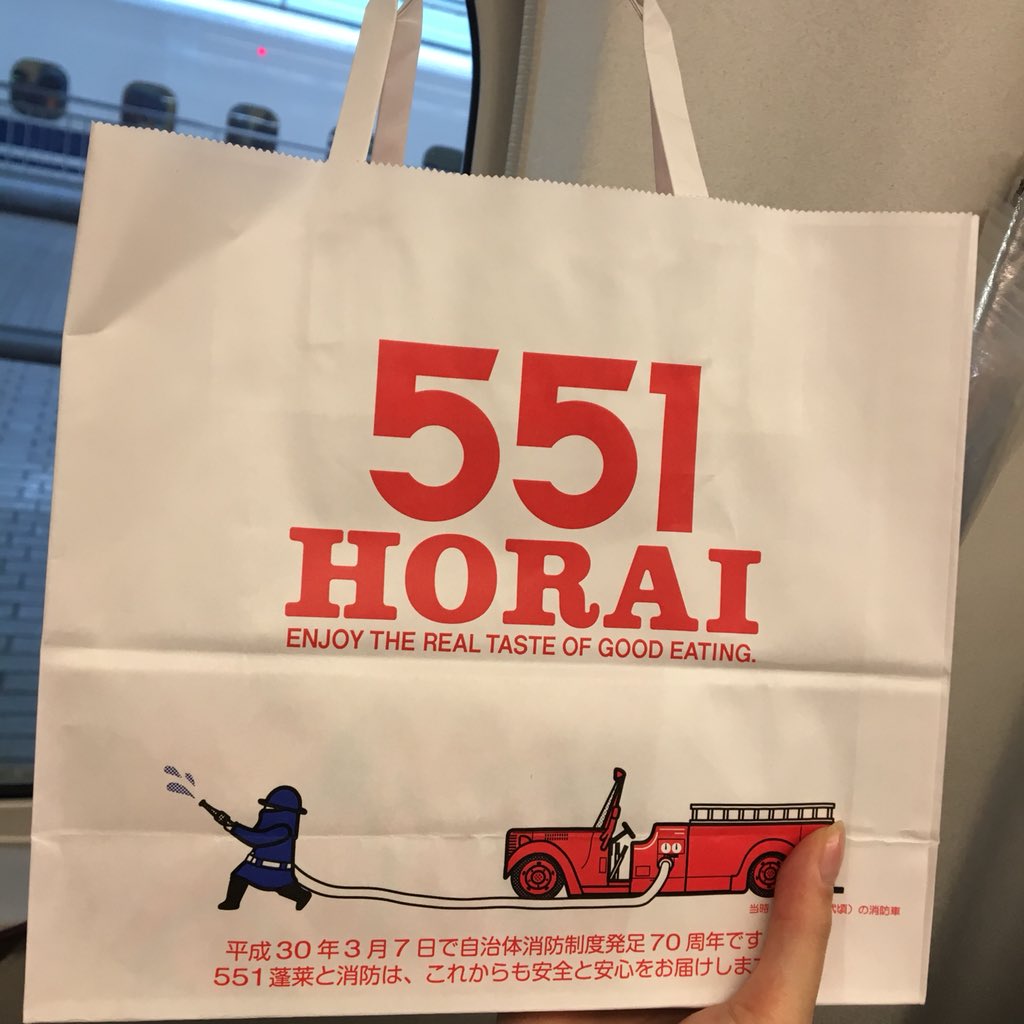 551
HORAI
ENJOY THE REAL TASTE OF GOOD EATING.
当時 頃）の消防車
平成30年3月7日で自治体消防制度発足70周年です
551蓬莱と消防は、これからも安全と安心をお届けしま